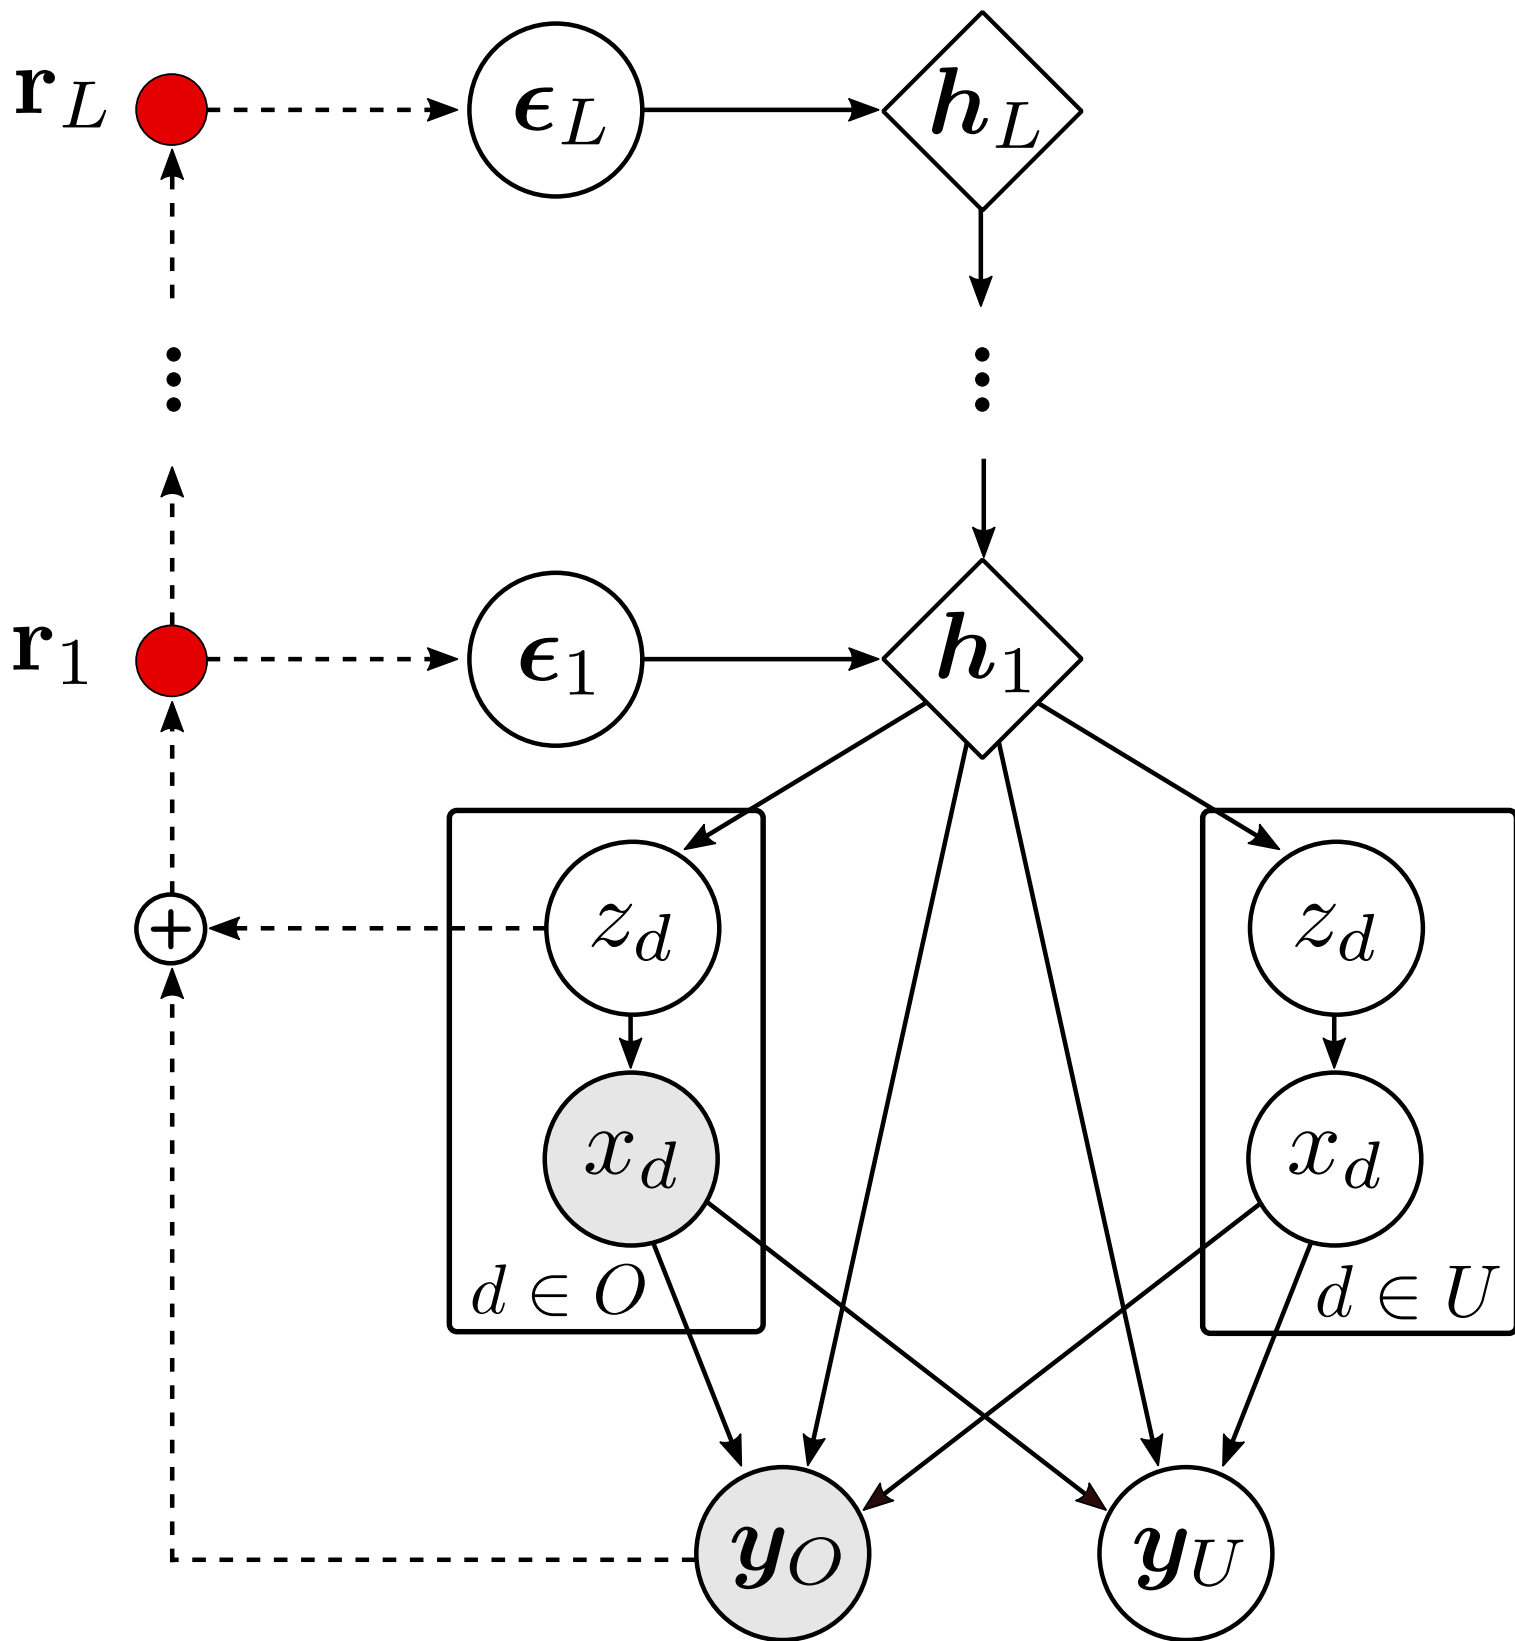 𝐫_L 𝝐_L 𝒉_L
𝐫_1 𝝐_1 𝒉_1
z_d z_d
+
x_d x_d
d ∈ O d ∈ U
𝒚_O 𝒚_U